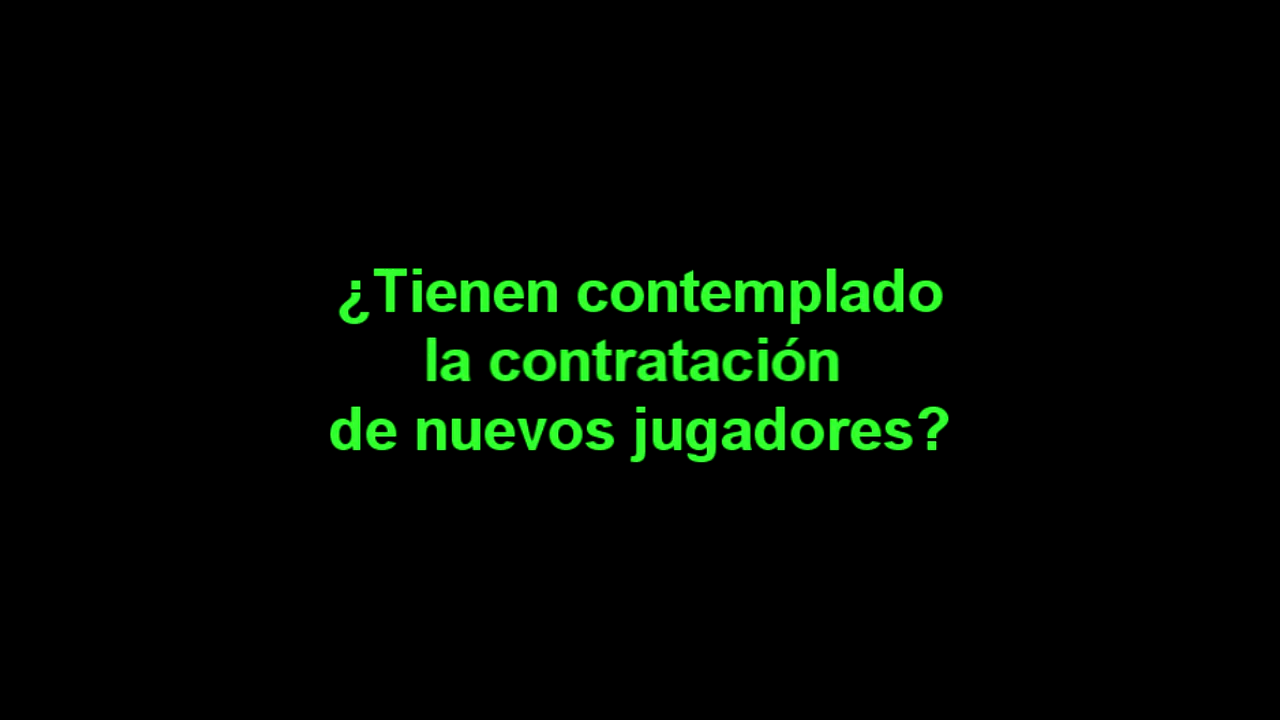 ¿Tienen contemplado
la contratación
de nuevos jugadores?